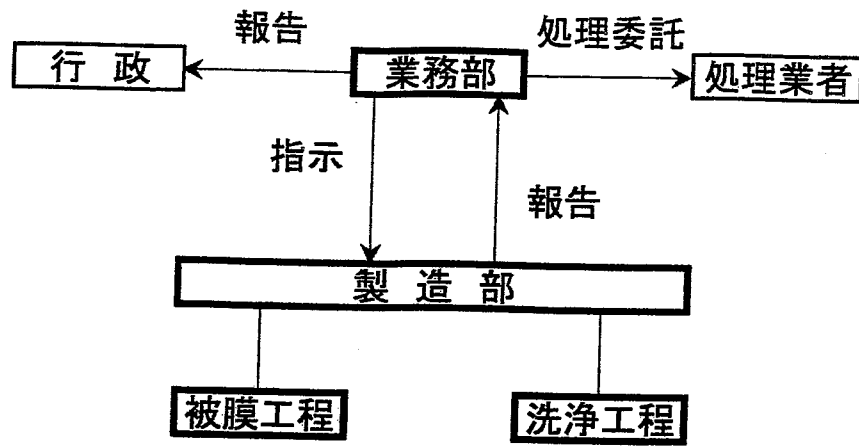 報告
処理委託
行政
業務部
処理業者
指示
報告
製造部
被膜工程
洗浄工程